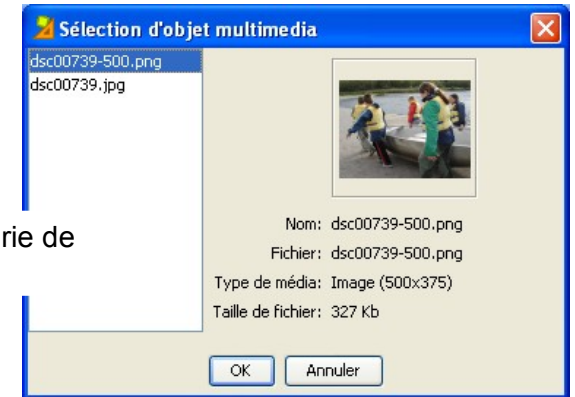 Sélection d'objet multimedia
dsc00739-500.png
dsc00739.jpg
rie de
Nom: dsc00739-500.png
Fichier: dsc00739-500.png
Type de média: Image (500x375)
Taille de fichier: 327 Kb
OK Annuler